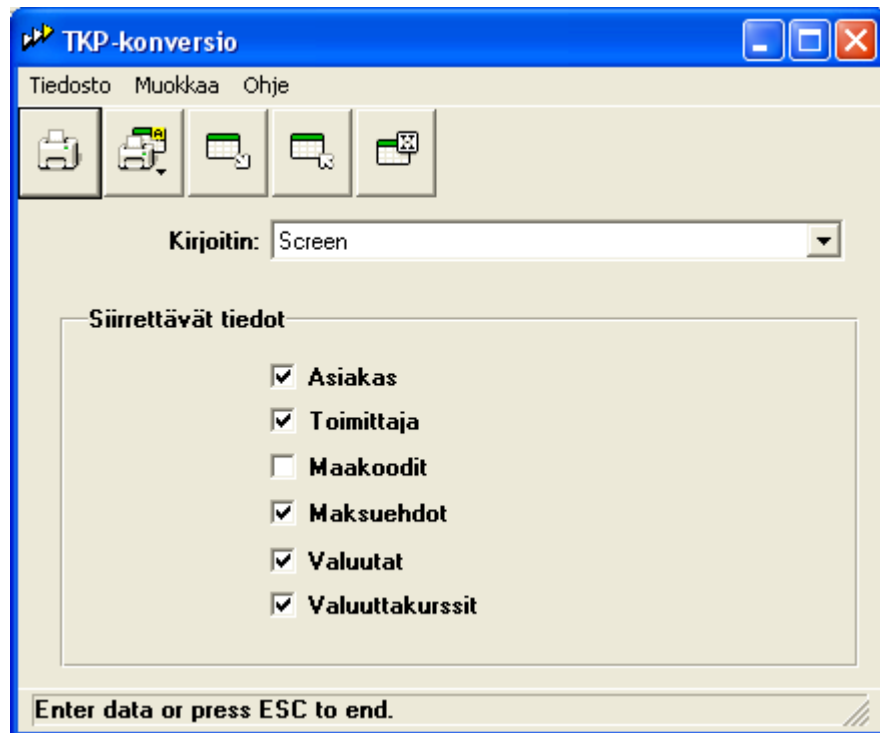 TKP-konversio
Tiedosto Muokkaa Ohje
Kirjoitin: Screen
Siirrettävät tiedot
Asiakas
Toimittaja
Maakoodit
Maksuehdot
Valuutat
Valuuttakurssit
Enter data or press ESC to end.